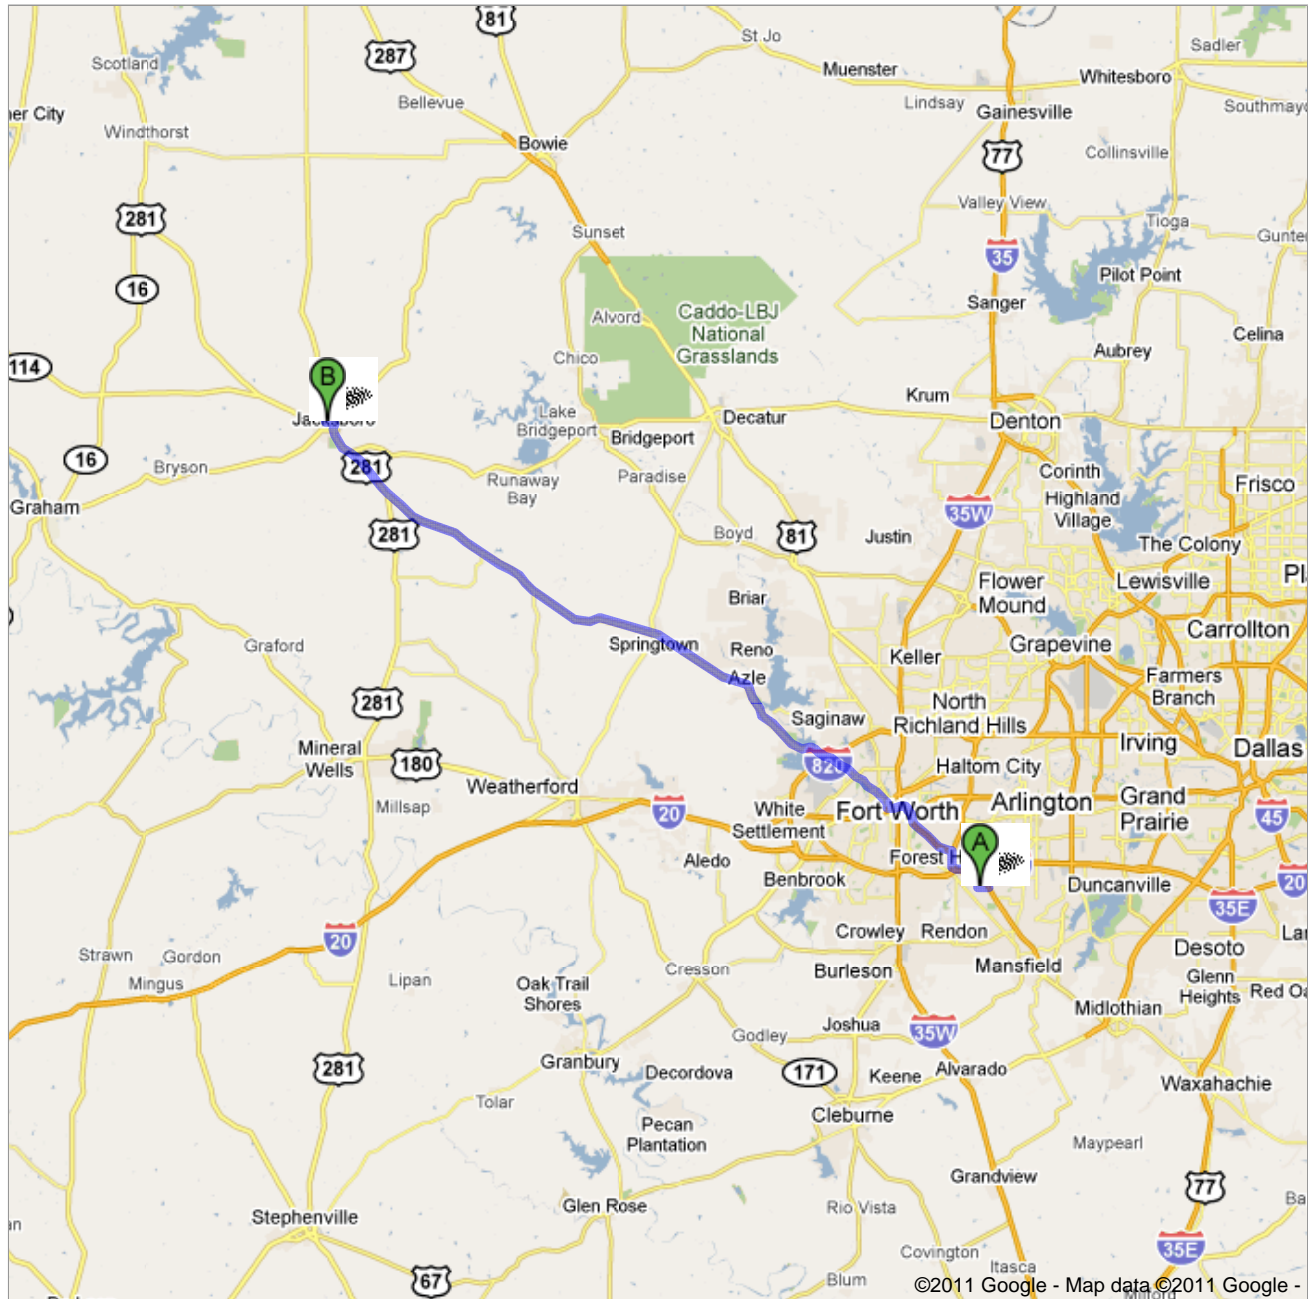 81
St Jo
Sadler
287
Scotland
Muenster
Whitesboro
Bellevue
Lindsay
Gainesville
Southmayd
er City
Windthorst
Bowie
77
Collinsville
281
Valley View
Tioga
Sunset
Gunter
35
16
Pilot Point
Sanger
Alvord
Caddo-LBJ
National
Grasslands
Celina
114
Chico
Aubrey
B
Krum
Lake
Bridgeport
Decatur
Denton
Jacksboro
Bridgeport
16
Bryson
281
Runaway
Bay
Paradise
Corinth
Frisco
Highland
Village
Graham
35W
281
Boyd
81
Justin
The Colony
Pl
Flower
Mound
Lewisville
Briar
Carrollton
Graford
Springtown
Reno
Keller
Grapevine
Azle
Farmers
Branch
281
North
Richland Hills
Saginaw
Mineral
Wells
Irving
Dallas
180
820
Haltom City
Weatherford
Millsap
20
White
Settlement
Fort Worth
Arlington
Grand
Prairie
45
A
Aledo
Forest H
Benbrook
Duncanville
20
35E
Crowley
Rendon
Lan
20
Strawn
Gordon
Desoto
Mingus
Lipan
Cresson
Burleson
Mansfield
Oak Trail
Shores
Glenn
Heights
Red Oa
Midlothian
Godley
Joshua
35W
Granbury
281
Decordova
171
Keene
Alvarado
Waxahachie
Tolar
Cleburne
Pecan
Plantation
Maypearl
Grandview
77
Glen Rose
Rio Vista
Ba
Stephenville
an
Covington
35E
67
Itasca
Blum
Milford
©2011 Google - Map data ©2011 Google -